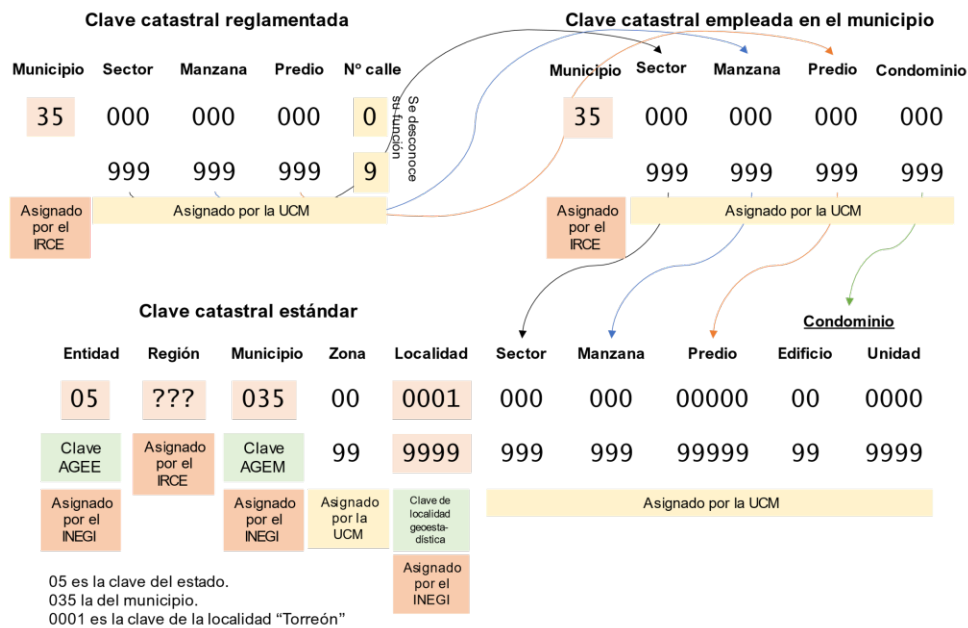 Clave catastral reglamentada
Municipio Sector Manzana Predio Nº calle
35 000 000 000 0
999 999 999 9
Se desconoce
su función
Asignado
por el
IRCE
Asignado por la UCM
Clave catastral empleada en el municipio
Municipio Sector Manzana Predio Condominio
35 000 000 000 000
999 999 999 999
Asignado
por el
IRCE
Asignado por la UCM
Clave catastral estándar
Condominio
Entidad Región Municipio Zona Localidad Sector Manzana Predio Edificio Unidad
05 ??? 035 00 0001 000 000 00000 00 0000
99 9999 999 999 99999 99 9999
Clave
AGEE
Asignado
por el
INEGI
Asignado
por el
IRCE
Clave
AGEM
Asignado
por el
INEGI
Asignado
por la
UCM
Clave de
localidad
geoesta-
dística
Asignado
por el
INEGI
Asignado por la UCM
05 es la clave del estado.
035 la del municipio.
0001 es la clave de la localidad “Torreón”